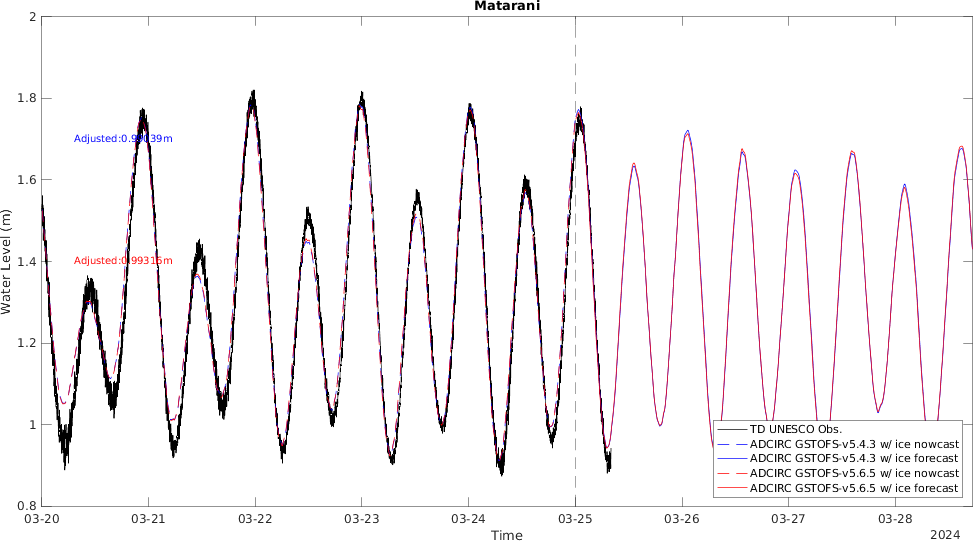 Matarani
Water Level (m)
2
1.8
1.6
1.4
1.2
1
0.8
Adjusted:0.99039m
Adjusted:0.99315m
TD UNESCO Obs.
ADCIRC GSTOFS-v5.4.3 w/ ice nowcast
ADCIRC GSTOFS-v5.4.3 w/ ice forecast
ADCIRC GSTOFS-v5.6.5 w/ ice nowcast
ADCIRC GSTOFS-v5.6.5 w/ ice forecast
03-20 03-21 03-22 03-23 03-24 03-25 03-26 03-27 03-28
Time
2024